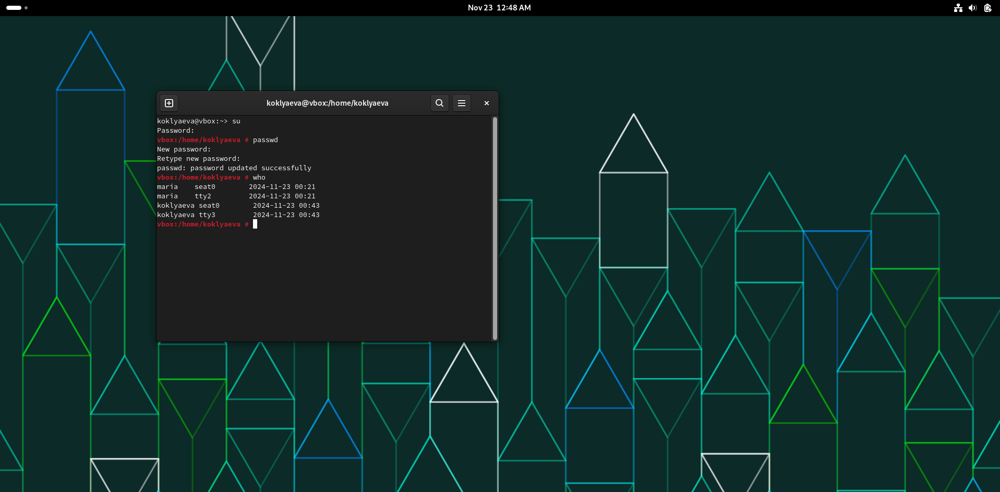 Nov 23  12:48 AM
koklyaeva@vbox:/home/koklyaeva
koklyaeva@vbox:~> su
Password:
vbox:/home/koklyaeva # passwd
New password:
Retype new password:
passwd: password updated successfully
vbox:/home/koklyaeva # who
maria    seat0        2024-11-23 00:21
maria    tty2         2024-11-23 00:21
koklyaeva seat0        2024-11-23 00:43
koklyaeva tty3         2024-11-23 00:43
vbox:/home/koklyaeva #